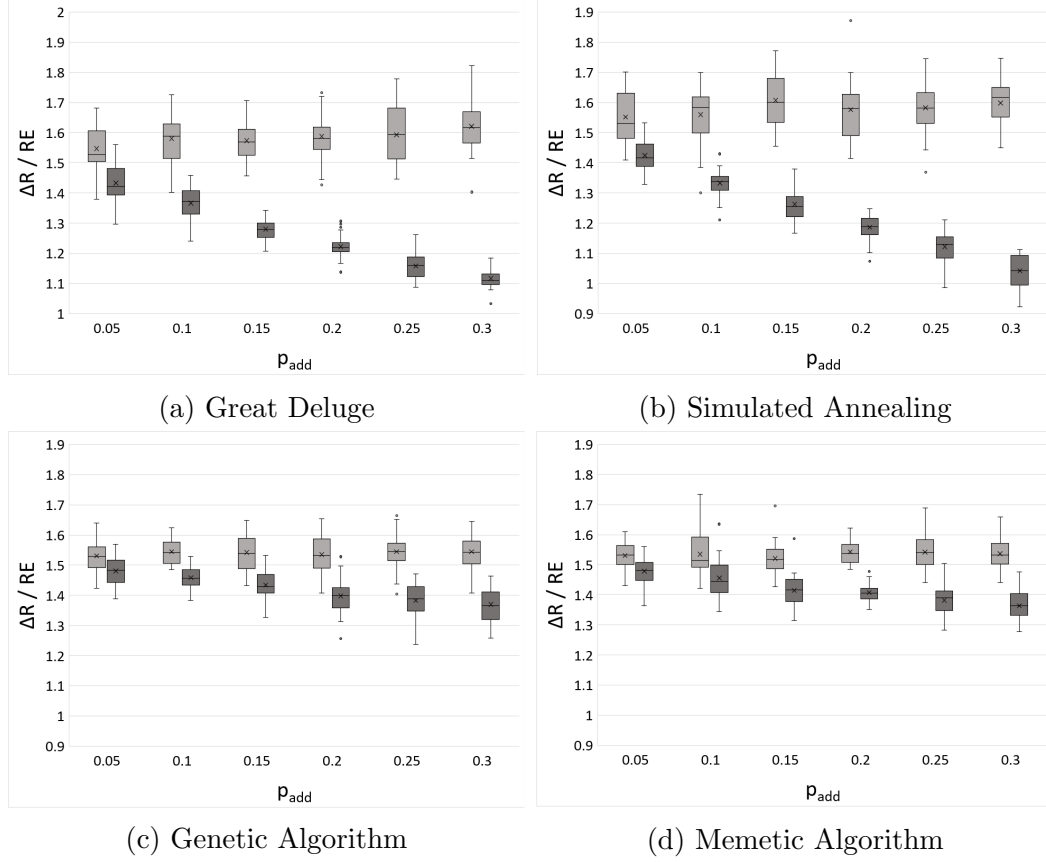 2
1.9
1.8
1.7
1.6
1.5
1.4
1.3
1.2
1.1
1
ΔR / RE
0.05 0.1 0.15 0.2 0.25 0.3
p_add
(a) Great Deluge
1.9
1.8
1.7
1.6
1.5
1.4
1.3
1.2
1.1
1
0.9
ΔR / RE
0.05 0.1 0.15 0.2 0.25 0.3
p_add
(b) Simulated Annealing
1.9
1.8
1.7
1.6
1.5
1.4
1.3
1.2
1.1
1
0.9
ΔR / RE
0.05 0.1 0.15 0.2 0.25 0.3
p_add
(c) Genetic Algorithm
1.9
1.8
1.7
1.6
1.5
1.4
1.3
1.2
1.1
1
0.9
ΔR / RE
0.05 0.1 0.15 0.2 0.25 0.3
p_add
(d) Memetic Algorithm